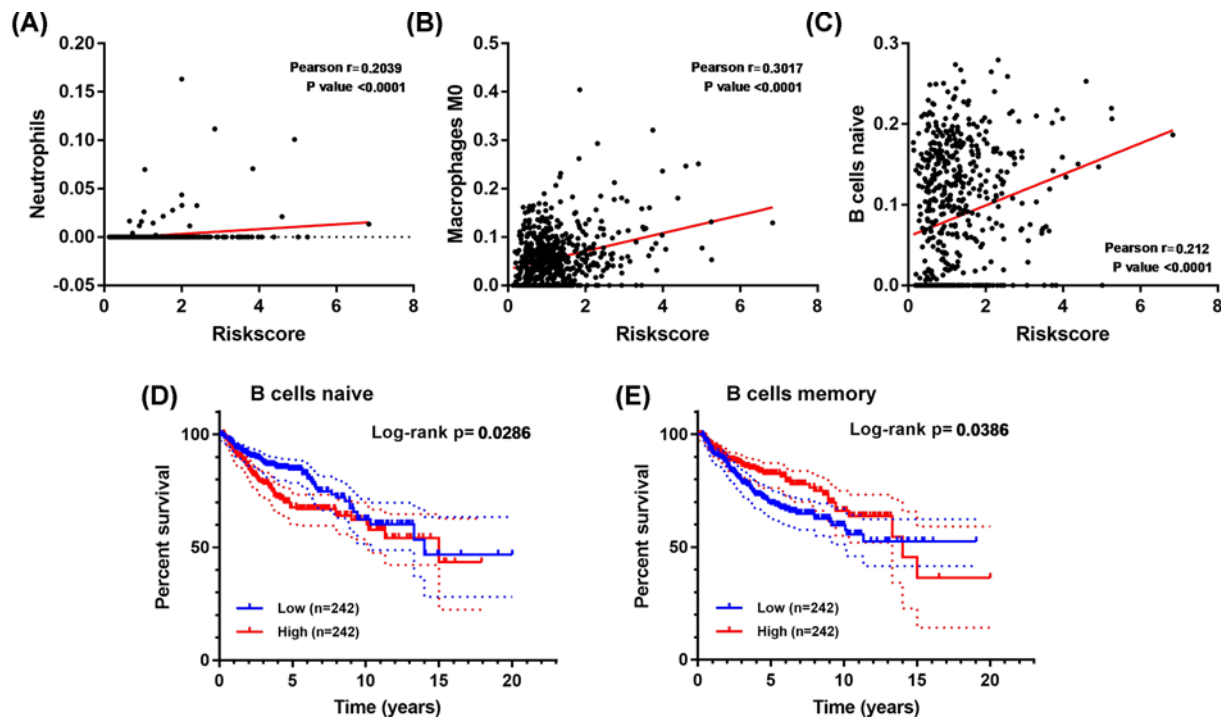 (A)
0.20
0.15
0.10
0.05
0.00
-0.05
Neutrophils
Pearson r=0.2039
P value <0.0001
0 2 4 6 8
Riskscore
(B)
0.5
0.4
0.3
0.2
0.1
0.0
Macrophages M0
Pearson r=0.3017
P value <0.0001
0 2 4 6 8
Riskscore
(C)
0.3
0.2
0.1
0.0
B cells naive
Pearson r=0.212
P value <0.0001
0 2 4 6 8
Riskscore
(D)
B cells naive
Log-rank p= 0.0286
100
50
0
Percent survival
Low (n=242)
High (n=242)
0 5 10 15 20
Time (years)
(E)
B cells memory
Log-rank p= 0.0386
100
50
0
Percent survival
Low (n=242)
High (n=242)
0 5 10 15 20
Time (years)